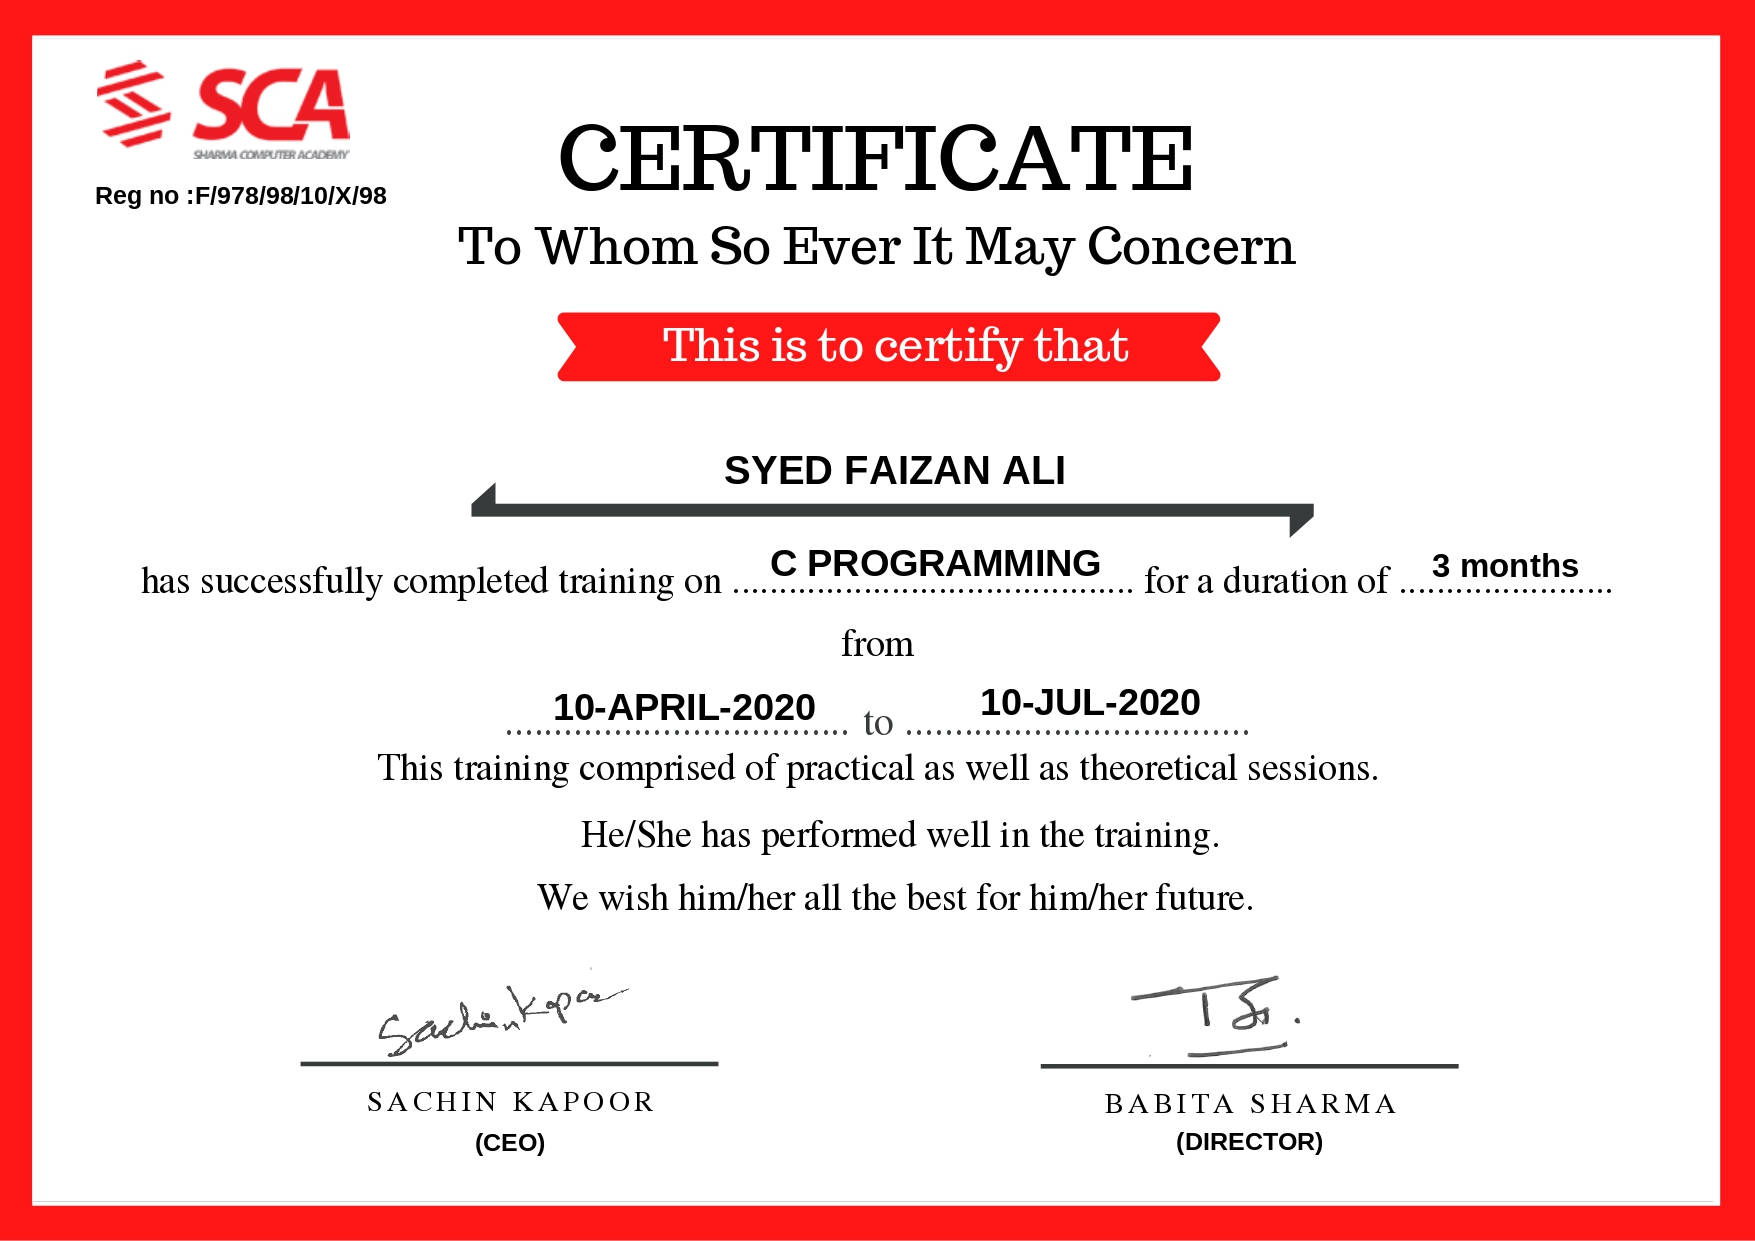 SCA
SHARMA COMPUTER ACADEMY
Reg no :F/978/98/10/X/98
CERTIFICATE
To Whom So Ever It May Concern
This is to certify that
SYED FAIZAN ALI
has successfully completed training on C PROGRAMMING for a duration of 3 months
from
10-APRIL-2020 to 10-JUL-2020
This training comprised of practical as well as theoretical sessions.
He/She has performed well in the training.
We wish him/her all the best for him/her future.
Sachin Kapoor
SACHIN KAPOOR
(CEO)
BABITA SHARMA
(DIRECTOR)